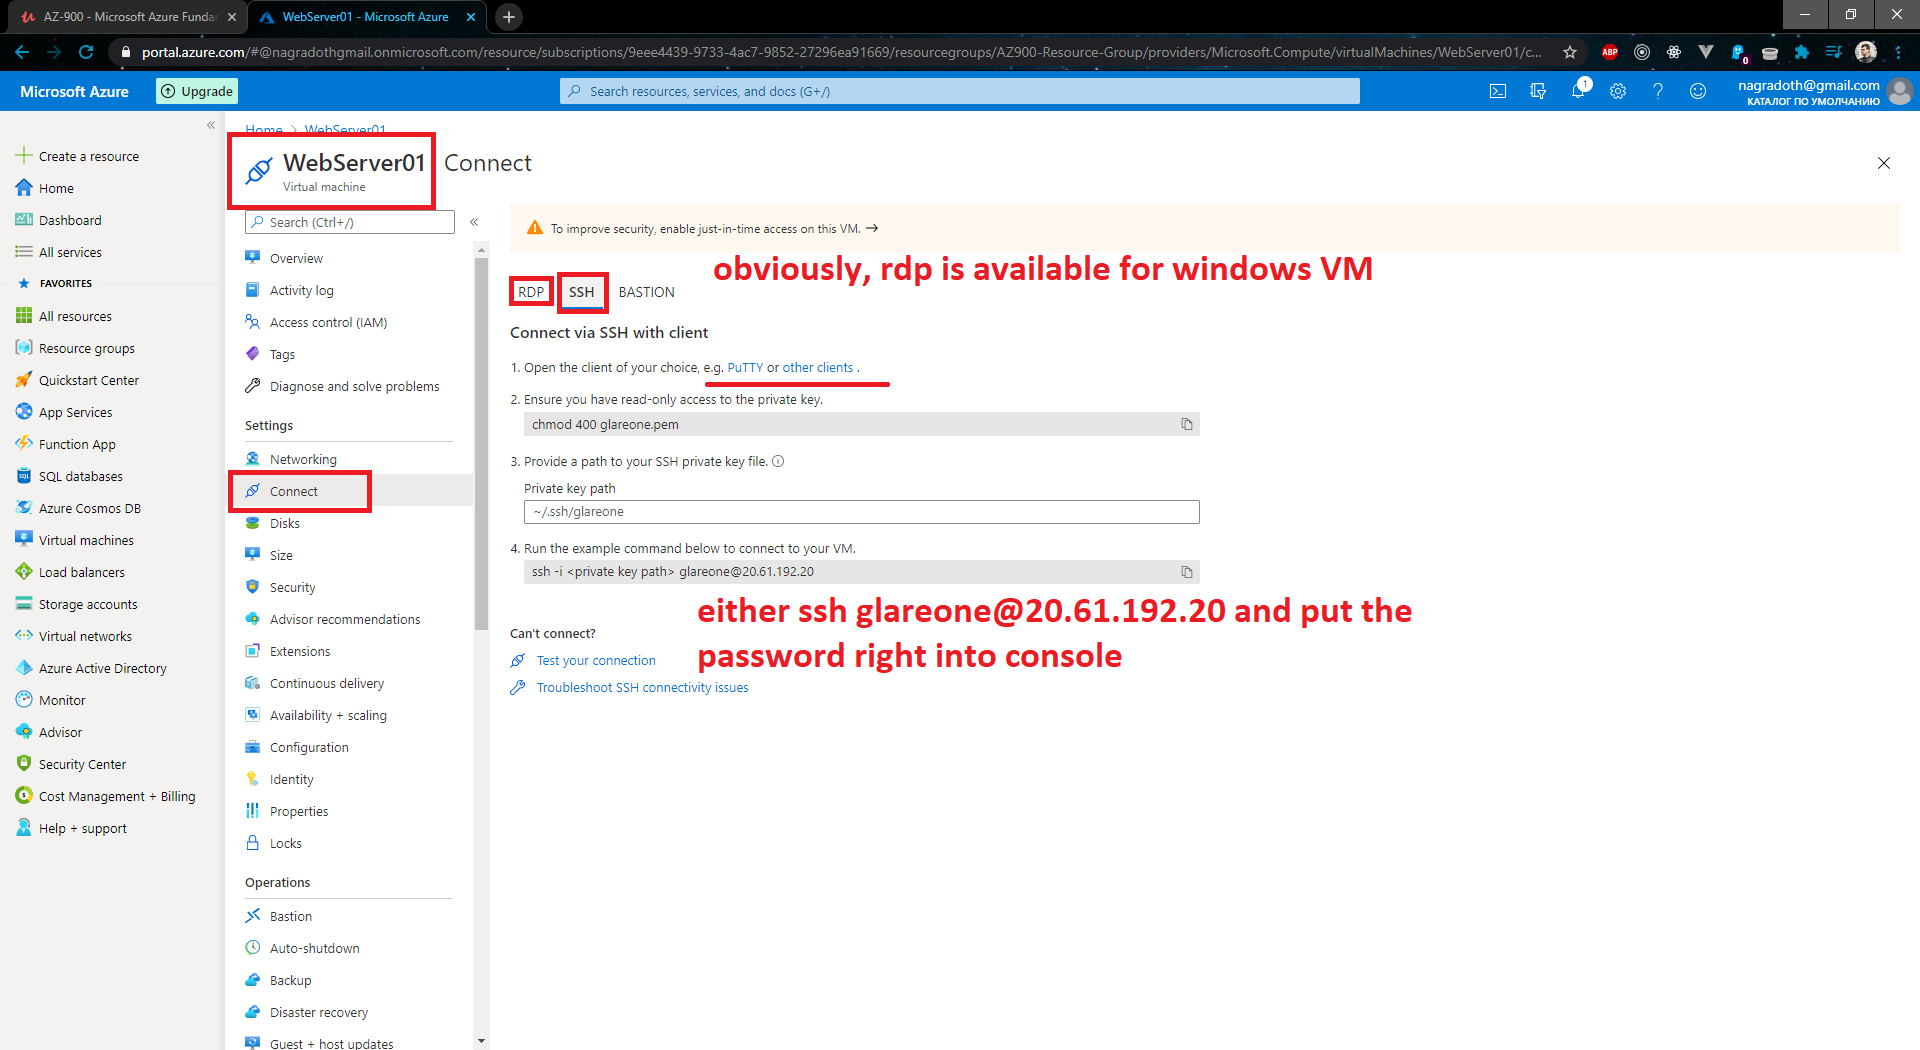 AZ-900 - Microsoft Azure Fundar
WebServer01 - Microsoft Azure
portal.azure.com/#@nagradothgmail.onmicrosoft.com/resource/subscriptions/9eee4439-9733-4ac7-9852-27296ea91669/resourcegroups/AZ900-Resource-Group/providers/Microsoft.Compute/virtualMachines/WebServer01/c...
ABP
0
Microsoft Azure
Upgrade
Search resources, services, and docs (G+/)
1
nagradoth@gmail.com
КАТАЛОГ ПО УМОЛЧАНИЮ
Create a resource
Home
Dashboard
All services
FAVORITES
All resources
Resource groups
Quickstart Center
App Services
Function App
SQL databases
Azure Cosmos DB
Virtual machines
Load balancers
Storage accounts
Virtual networks
Azure Active Directory
Monitor
Advisor
Security Center
Cost Management + Billing
Help + support
Home > WebServer01
WebServer01 Connect
Virtual machine
Search (Ctrl+/)
Overview
Activity log
Access control (IAM)
Tags
Diagnose and solve problems
Settings
Networking
Connect
Disks
Size
Security
Advisor recommendations
Extensions
Continuous delivery
Availability + scaling
Configuration
Identity
Properties
Locks
Operations
Bastion
Auto-shutdown
Backup
Disaster recovery
Guest + host updates
To improve security, enable just-in-time access on this VM. →
obviously, rdp is available for windows VM
RDP SSH BASTION
Connect via SSH with client
1. Open the client of your choice, e.g. PuTTY or other clients .
2. Ensure you have read-only access to the private key.
chmod 400 glareone.pem
3. Provide a path to your SSH private key file.
Private key path
~/.ssh/glareone
4. Run the example command below to connect to your VM.
ssh -i <private key path> glareone@20.61.192.20
either ssh glareone@20.61.192.20 and put the
password right into console
Can't connect?
Test your connection
Troubleshoot SSH connectivity issues